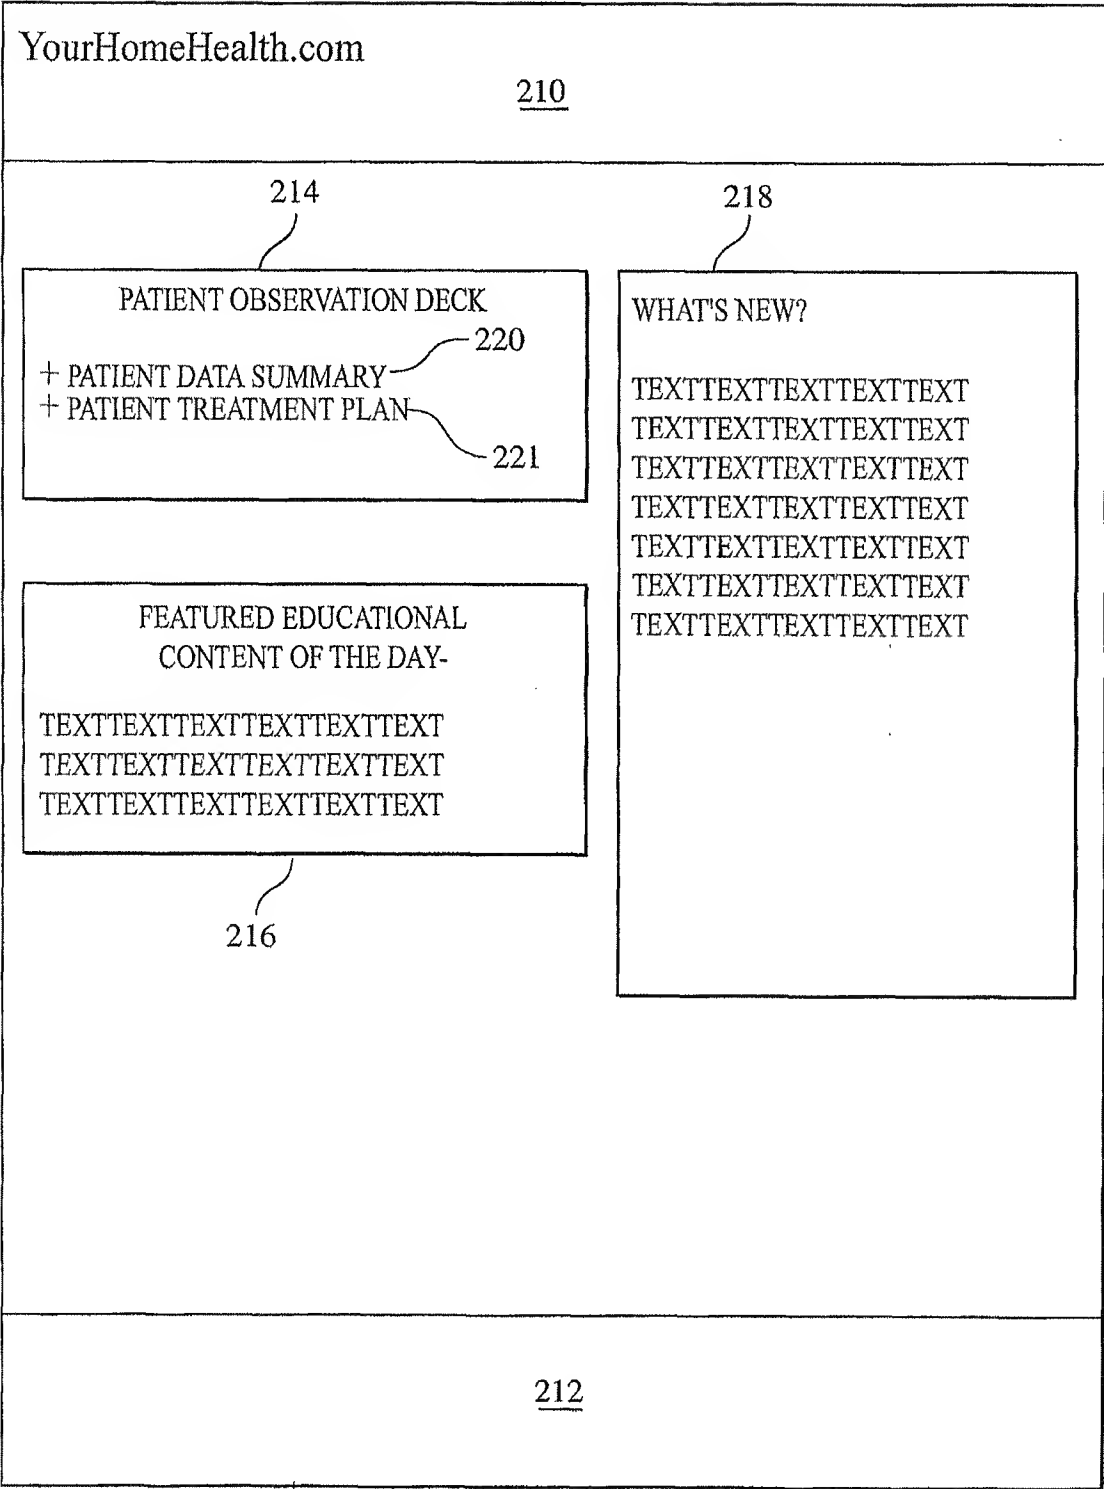 YourHomeHealth.com
210
214
PATIENT OBSERVATION DECK
220
+ PATIENT DATA SUMMARY
+ PATIENT TREATMENT PLAN
221
FEATURED EDUCATIONAL
CONTENT OF THE DAY-
TEXTTEXTTEXTTEXTTEXTTEXT
TEXTTEXTTEXTTEXTTEXTTEXT
TEXTTEXTTEXTTEXTTEXTTEXT
216
218
WHAT'S NEW?
TEXTTEXTTEXTTEXTTEXT
TEXTTEXTTEXTTEXTTEXT
TEXTTEXTTEXTTEXTTEXT
TEXTTEXTTEXTTEXTTEXT
TEXTTEXTTEXTTEXTTEXT
TEXTTEXTTEXTTEXTTEXT
TEXTTEXTTEXTTEXTTEXT
212